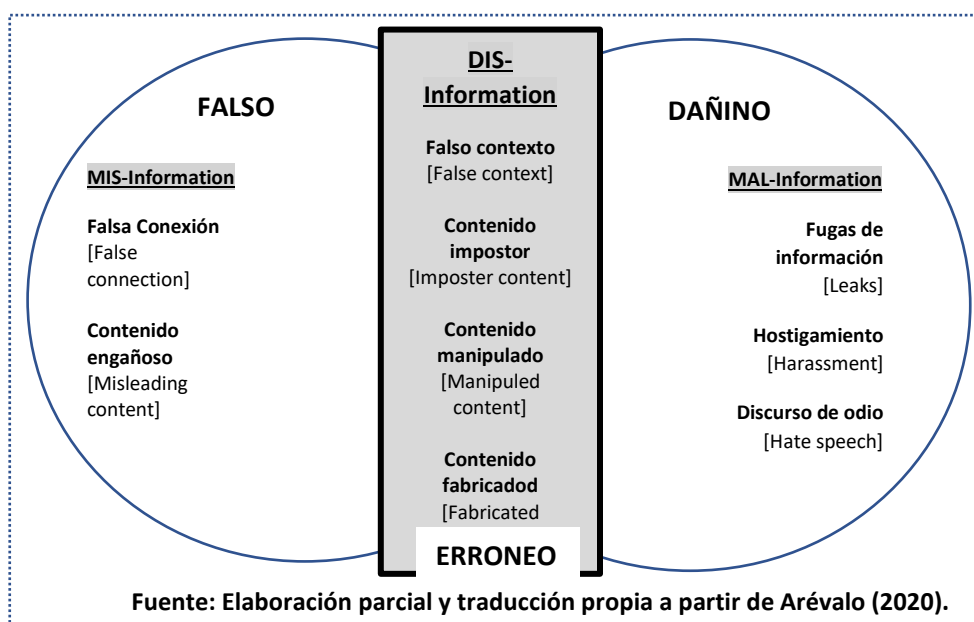 FALSO
MIS-Information
Falsa Conexión
[False
connection]
Contenido
engañoso
[Misleading
content]
DIS-
Information
Falso contexto
[False context]
Contenido
impostor
[Imposter content]
Contenido
manipulado
[Manipuled
content]
Contenido
fabricadod
[Fabricated
ERRONEO
DAÑINO
MAL-Information
Fugas de
información
[Leaks]
Hostigamiento
[Harassment]
Discurso de odio
[Hate speech]
Fuente: Elaboración parcial y traducción propia a partir de Arévalo (2020).